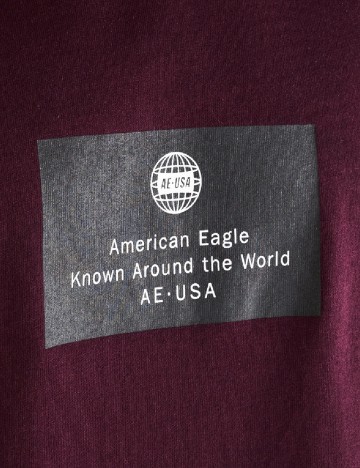 AE·USA
American Eagle
Known Around the World
AE·USA